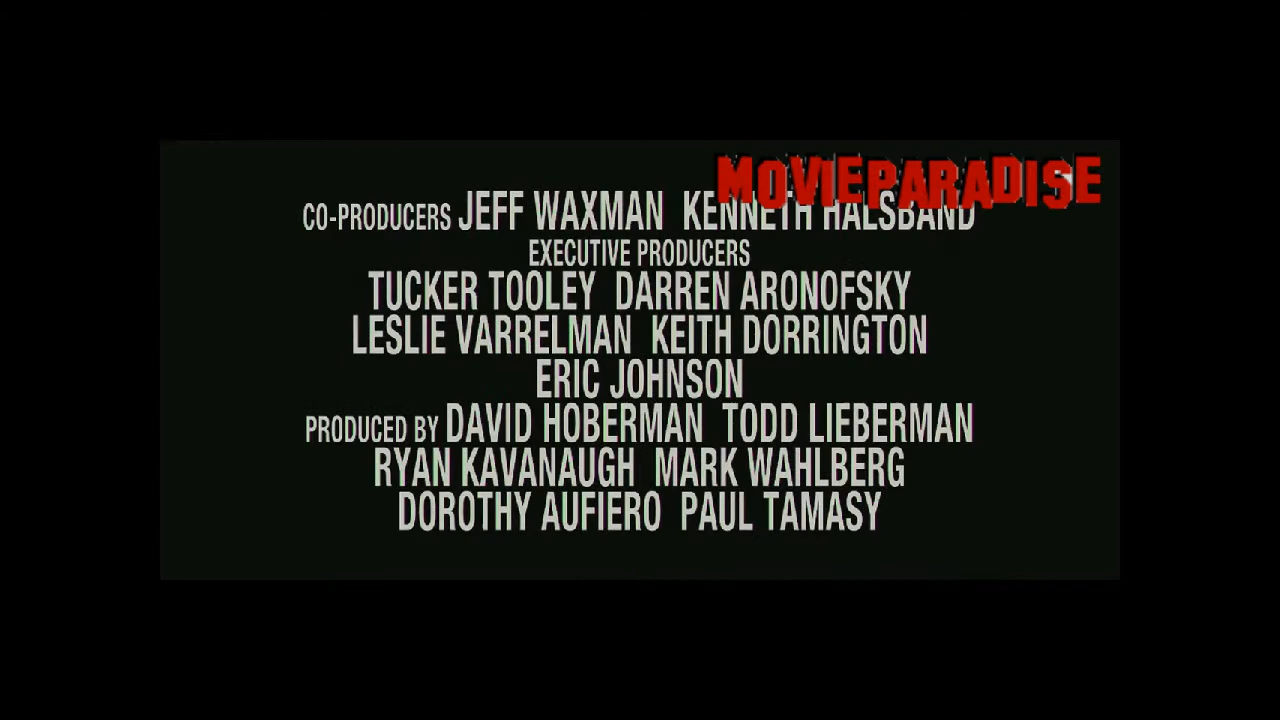 MOVIEPARADISE
CO-PRODUCERS JEFF WAXMAN KENNETH HALSBAND
EXECUTIVE PRODUCERS
TUCKER TOOLEY DARREN ARONOFSKY
LESLIE VARRELMAN KEITH DORRINGTON
ERIC JOHNSON
PRODUCED BY DAVID HOBERMAN TODD LIEBERMAN
RYAN KAVANAUGH MARK WAHLBERG
DOROTHY AUFIERO PAUL TAMASY